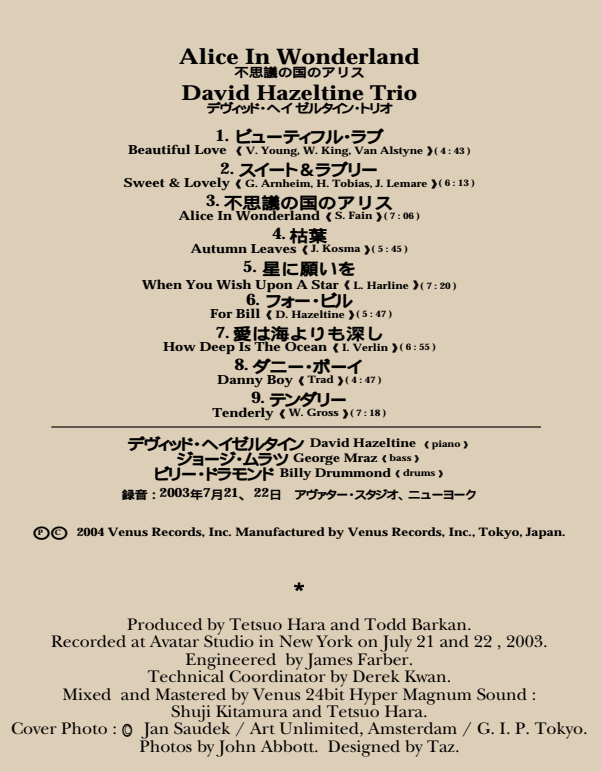 Alice In Wonderland
不思議の国のアリス
David Hazeltine Trio
デヴィッド・ヘイゼルタイン・トリオ
1. ビューティフル・ラブ
Beautiful Love 《 V. Young, W. King, Van Alstyne 》( 4 : 43 )
2. スイート＆ラブリー
Sweet & Lovely 《 G. Arnheim, H. Tobias, J. Lemare 》( 6 : 13 )
3. 不思議の国のアリス
Alice In Wonderland 《 S. Fain 》( 7 : 06 )
4. 枯葉
Autumn Leaves 《 J. Kosma 》( 5 : 45 )
5. 星に願いを
When You Wish Upon A Star 《 L. Harline 》( 7 : 20 )
6. フォー・ビル
For Bill 《 D. Hazeltine 》( 5 : 47 )
7. 愛は海よりも深し
How Deep Is The Ocean 《 I. Verlin 》( 6 : 55 )
8. ダニー・ボーイ
Danny Boy 《 Trad 》( 4 : 47 )
9. テンダリー
Tenderly 《 W. Gross 》( 7 : 18 )
デヴィッド・ヘイゼルタイン David Hazeltine 《 piano 》
ジョージ・ムラツ George Mraz 《 bass 》
ビリー・ドラモンド Billy Drummond 《 drums 》
録音：2003年7月21、22日 アヴァター・スタジオ、ニューヨーク
Ⓟ Ⓒ 2004 Venus Records, Inc. Manufactured by Venus Records, Inc., Tokyo, Japan.
*
Produced by Tetsuo Hara and Todd Barkan.
Recorded at Avatar Studio in New York on July 21 and 22 , 2003.
Engineered by James Farber.
Technical Coordinator by Derek Kwan.
Mixed and Mastered by Venus 24bit Hyper Magnum Sound :
Shuji Kitamura and Tetsuo Hara.
Cover Photo : © Jan Saudek / Art Unlimited, Amsterdam / G. I. P. Tokyo.
Photos by John Abbott. Designed by Taz.